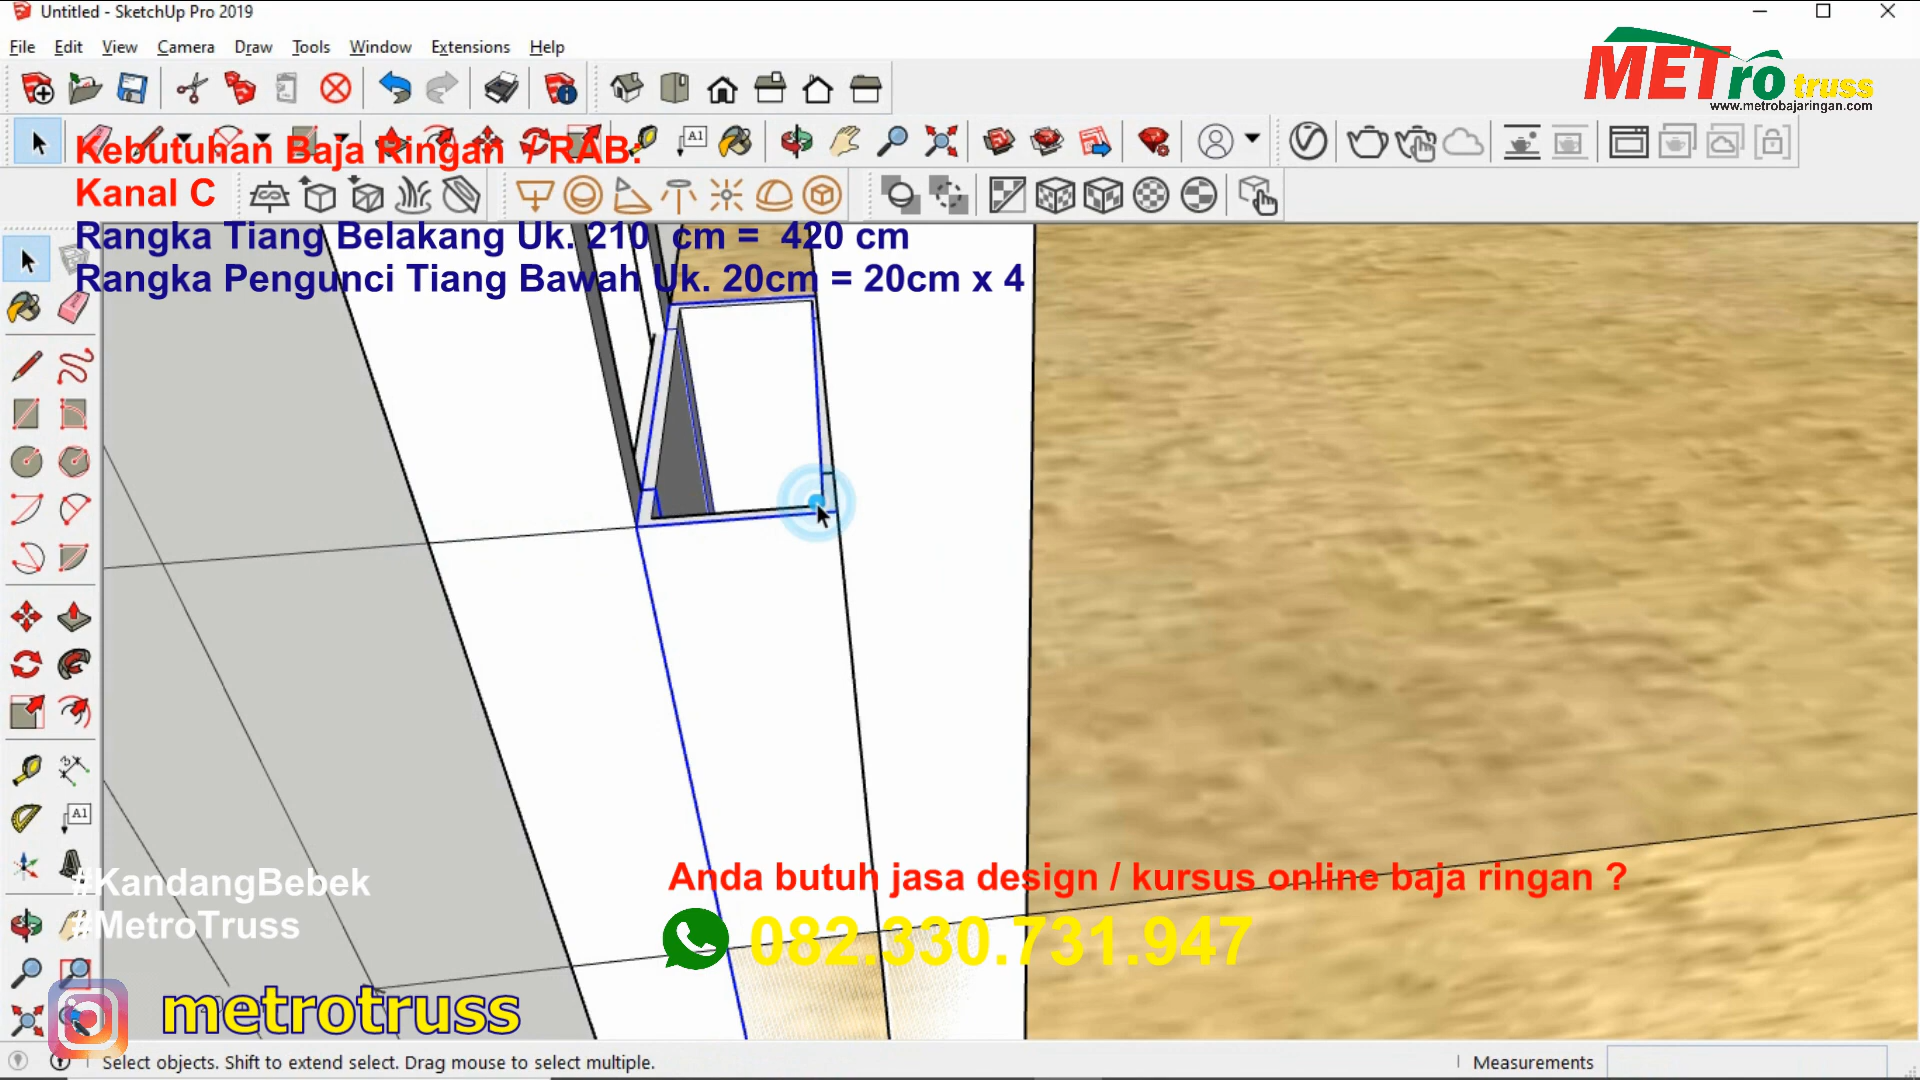 Untitled - SketchUp Pro 2019
File Edit View Camera Draw Tools Window Extensions Help
METro truss
www.metrobajaringan.com
A1
Kebutuhan Baja Ringan / RAB:
Kanal C
Rangka Tiang Belakang Uk. 210 cm = 420 cm
Rangka Pengunci Tiang Bawah Uk. 20cm = 20cm x 4
A1
#KandangBebek
#MetroTruss
Anda butuh jasa design / kursus online baja ringan ?
082.330.731.947
metrotruss
Select objects. Shift to extend select. Drag mouse to select multiple.
Measurements